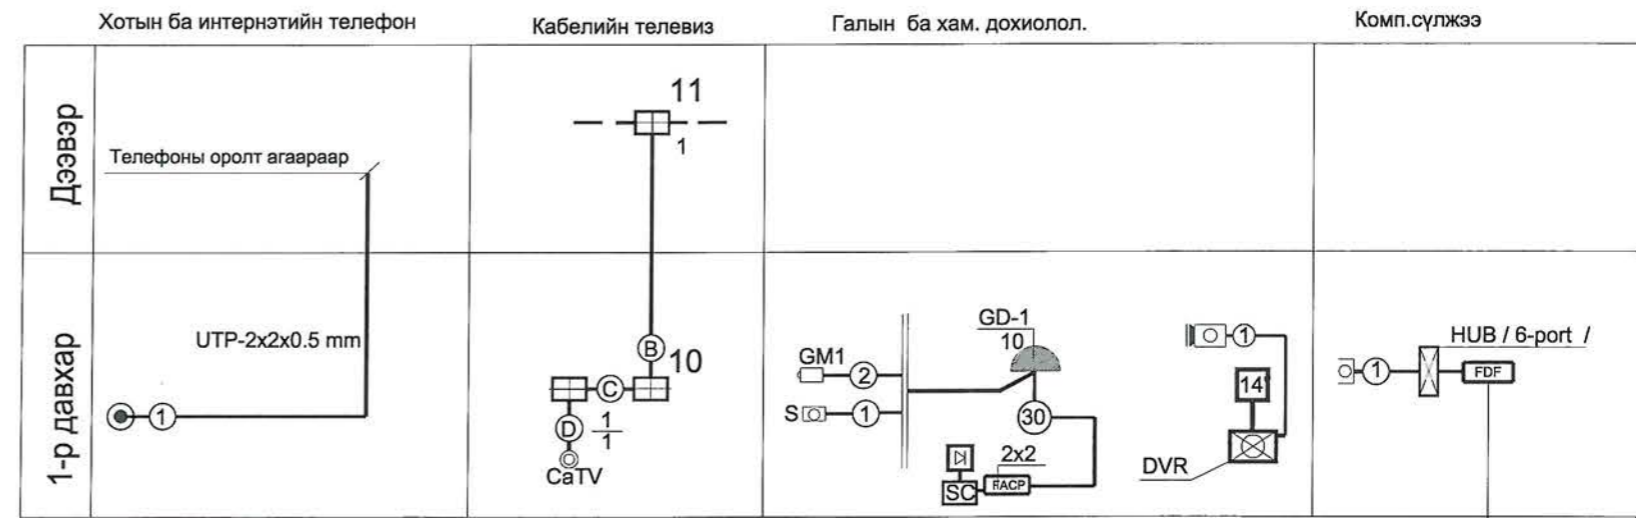 Хотын ба интернэтийн телефон
Кабелийн телевиз
Галын ба хам. дохиолол.
Комп.сүлжээ
Дээвэр
Телефоны оролт агаараар
11
1
1-р давхар
UTP-2x2x0.5 mm
1
B
10
C
D
1
1
CaTV
GD-1
10
GM1
2
S
1
30
2x2
FACP
SC
1
14
DVR
HUB / 6-port /
1
FDF